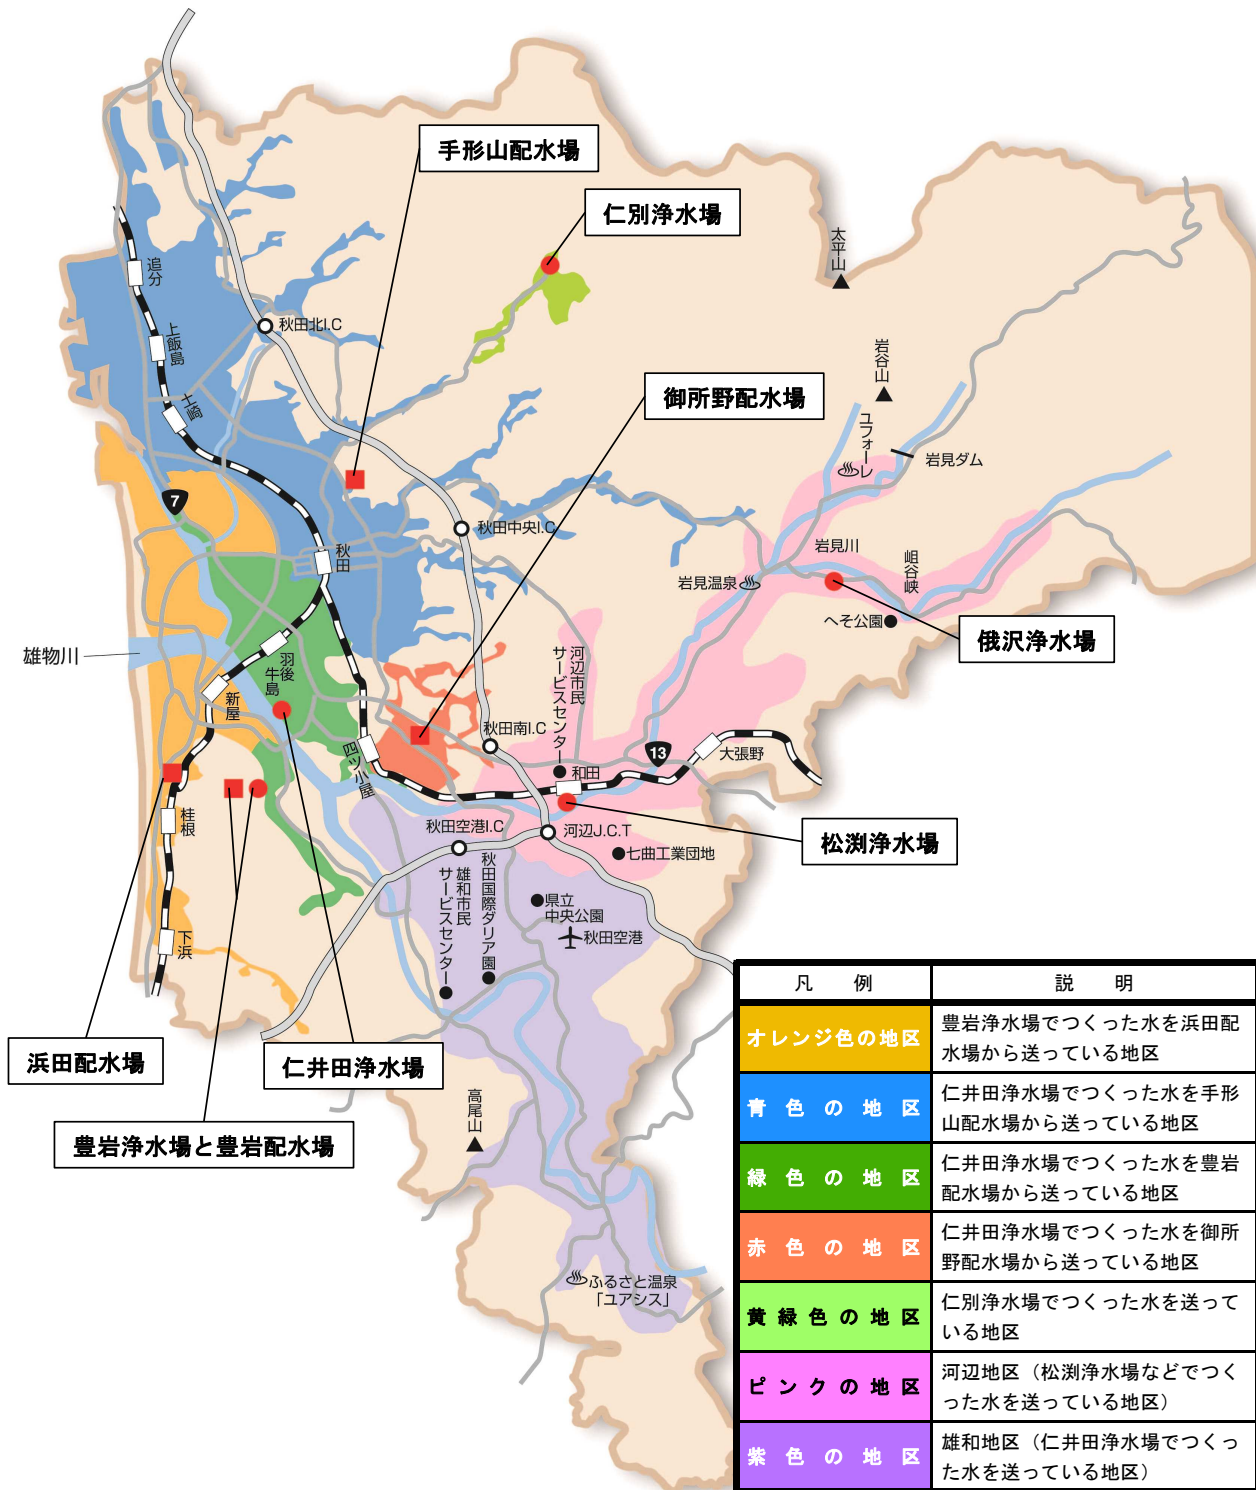 手形山配水場
仁別浄水場
太平山
追分
秋田北I.C
上飯島
岩谷山
土崎
御所野配水場
ユフォーレ
岩見ダム
7
秋田中央I.C
秋田
岩見川
岨谷峡
岩見温泉
へそ公園
俄沢浄水場
雄物川
羽後
牛島
新屋
河辺市民
サービスセンター
秋田南I.C
四ツ小屋
13
大張野
和田
桂根
秋田空港I.C
河辺J.C.T
松渕浄水場
七曲工業団地
雄和市民
サービスセンター
秋田国際ダリア園
県立
中央公園
秋田空港
下浜
浜田配水場
仁井田浄水場
高尾山
豊岩浄水場と豊岩配水場
ふるさと温泉
「ユアシス」
凡　例　説　明
オレンジ色の地区 豊岩浄水場でつくった水を浜田配
水場から送っている地区
青色の地区 仁井田浄水場でつくった水を手形
山配水場から送っている地区
緑色の地区 仁井田浄水場でつくった水を豊岩
配水場から送っている地区
赤色の地区 仁井田浄水場でつくった水を御所
野配水場から送っている地区
黄緑色の地区 仁別浄水場でつくった水を送って
いる地区
ピンクの地区 河辺地区（松渕浄水場などでつく
った水を送っている地区）
紫色の地区 雄和地区（仁井田浄水場でつくっ
た水を送っている地区）